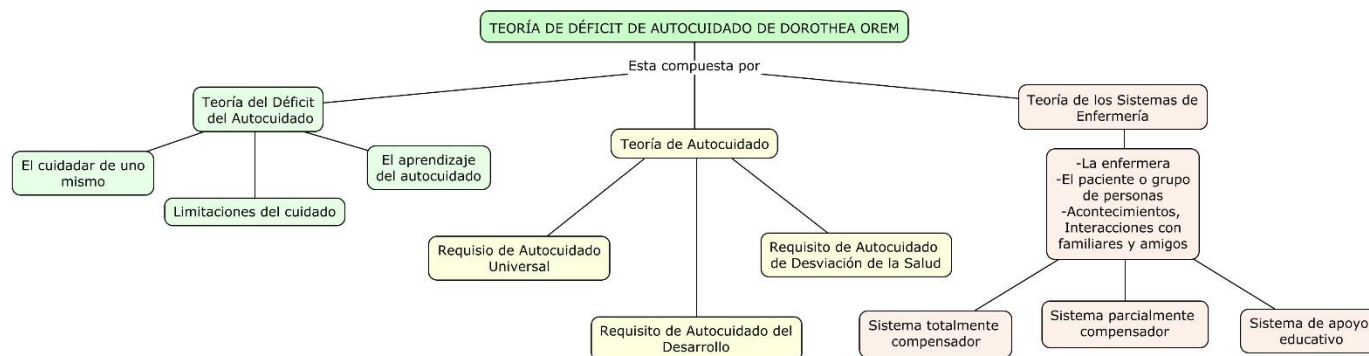 TEORÍA DE DÉFICIT DE AUTOCUIDADO DE DOROTHEA OREM
Esta compuesta por
Teoría del Déficit
del Autocuidado
El cuidadar de uno
mismo
Limitaciones del cuidado
El aprendizaje
del autocuidado
Teoría de Autocuidado
Requisio de Autocuidado
Universal
Requisito de Autocuidado del
Desarrollo
Requisito de Autocuidado
de Desviación de la Salud
Teoría de los Sistemas de
Enfermería
-La enfermera
-El paciente o grupo
de personas
-Acontecimientos,
Interacciones con
familiares y amigos
Sistema totalmente
compensador
Sistema parcialmente
compensador
Sistema de apoyo
educativo